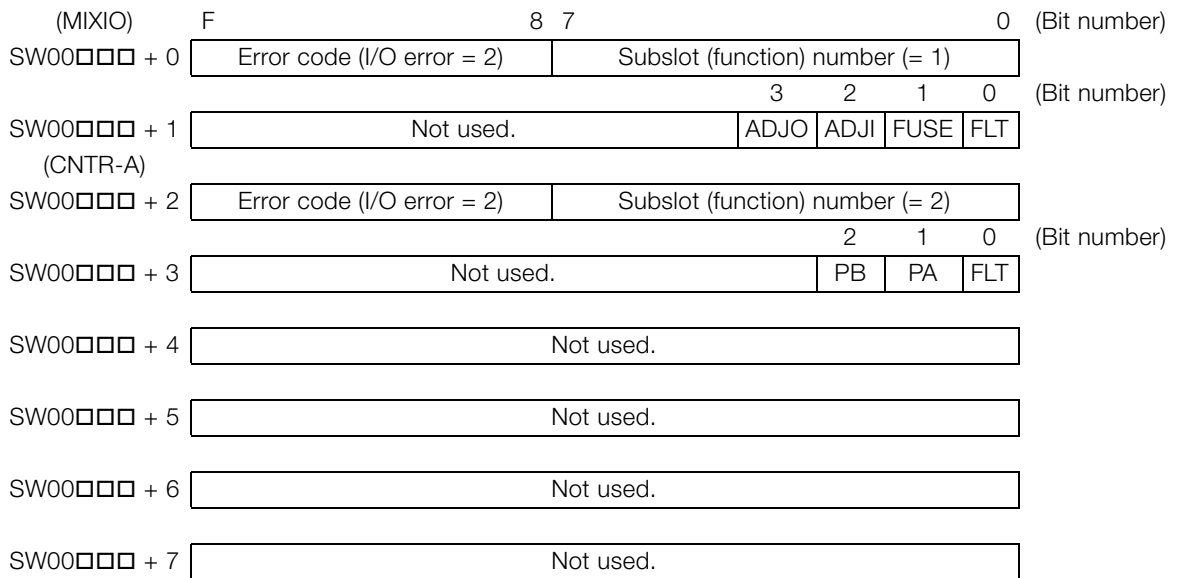 (MIXIO) F 8 7 0 (Bit number)
SW00□□□ + 0 Error code (I/O error = 2) Subslot (function) number (= 1)
3 2 1 0 (Bit number)
SW00□□□ + 1 Not used. ADJO ADJI FUSE FLT
(CNTR-A)
SW00□□□ + 2 Error code (I/O error = 2) Subslot (function) number (= 2)
2 1 0 (Bit number)
SW00□□□ + 3 Not used. PB PA FLT
SW00□□□ + 4 Not used.
SW00□□□ + 5 Not used.
SW00□□□ + 6 Not used.
SW00□□□ + 7 Not used.